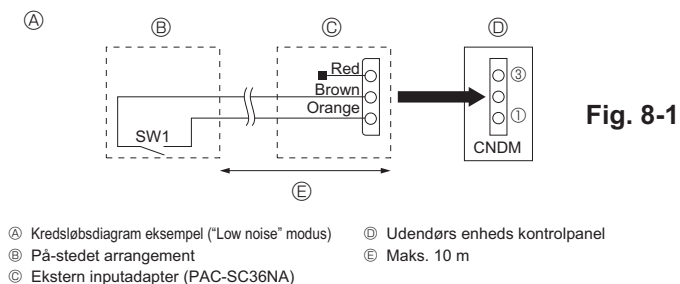 Ⓐ
Ⓑ
Ⓒ
Ⓓ
Red
Brown
Orange
SW1
③
①
CNDM
Ⓔ
Fig. 8-1
Ⓐ Kredsløbsdiagram eksempel ("Low noise" modus)
Ⓑ På-stedet arrangement
Ⓒ Ekstern inputadapter (PAC-SC36NA)
Ⓓ Udendørs enheds kontrolpanel
Ⓔ Maks. 10 m